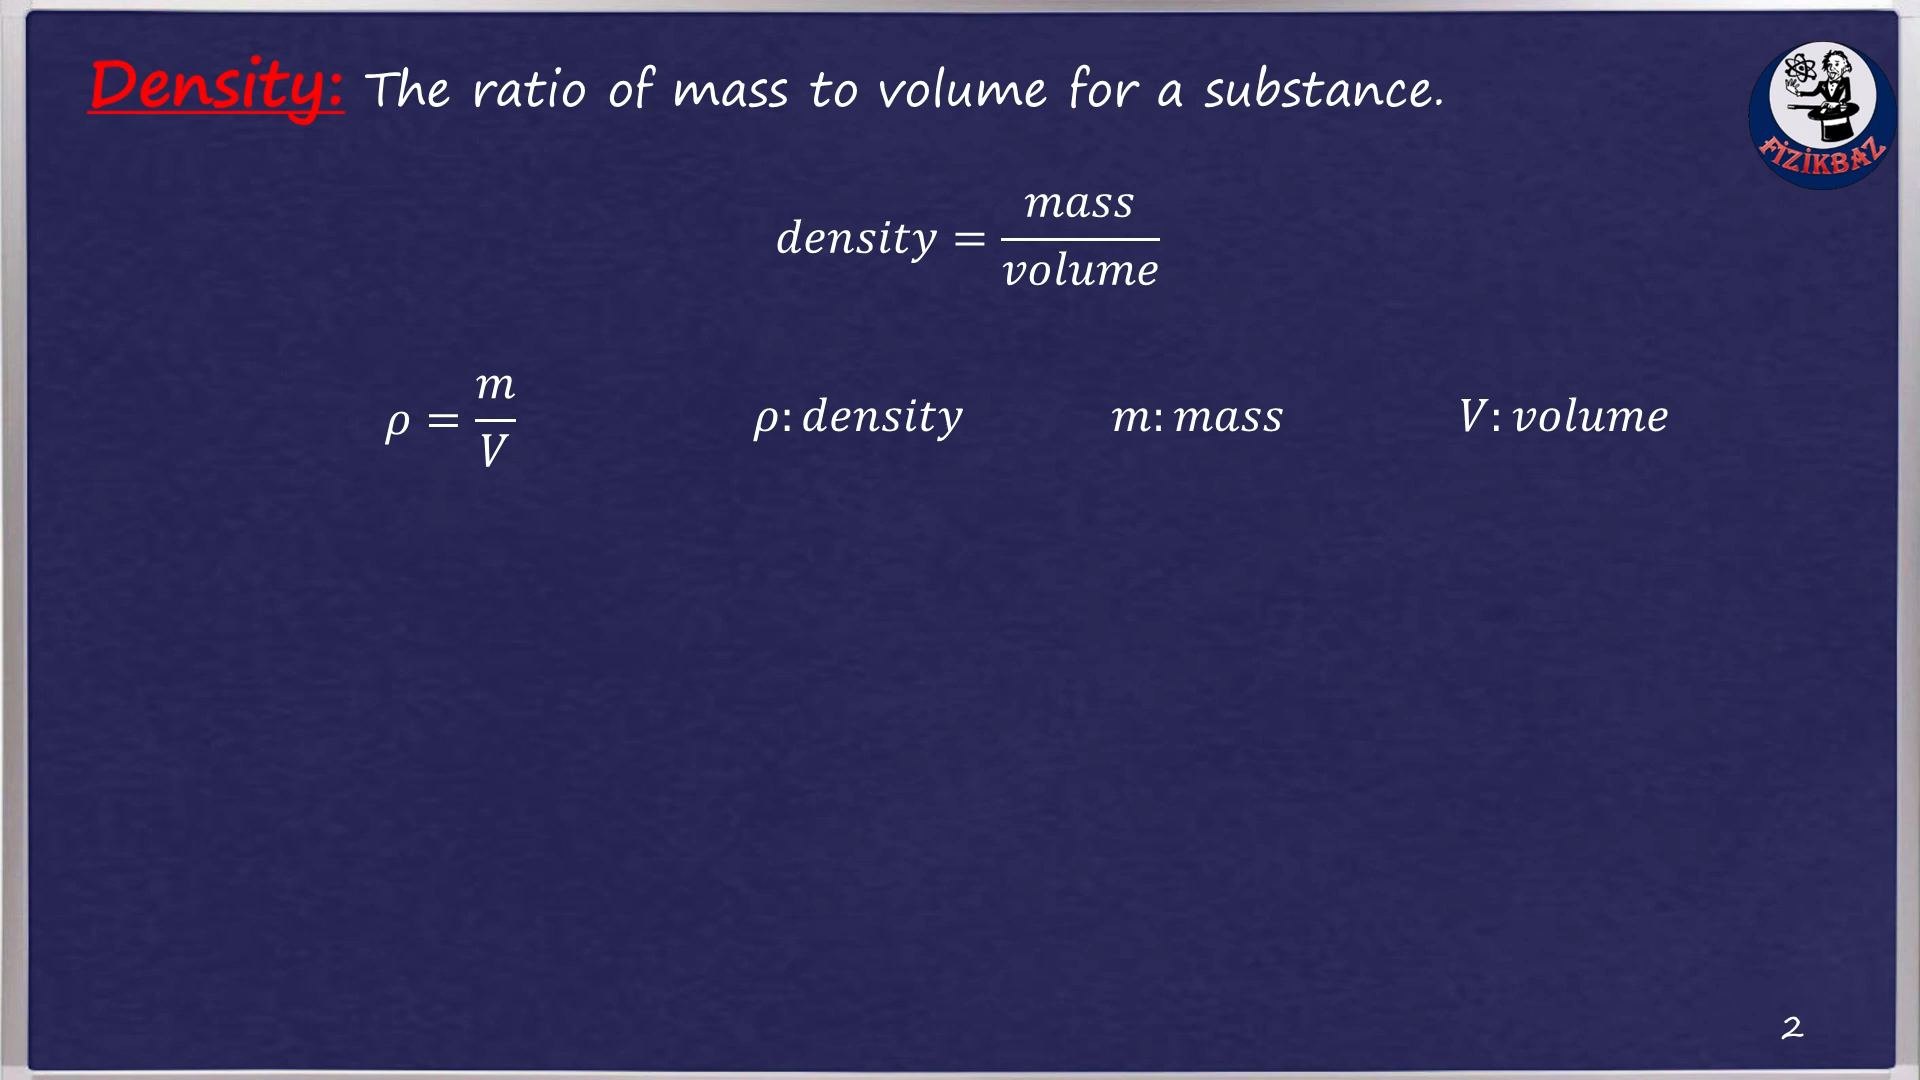 Density: The ratio of mass to volume for a substance.
FİZİKBAZ
density = mass/volume
ρ = m/V ρ: density m: mass V: volume
2